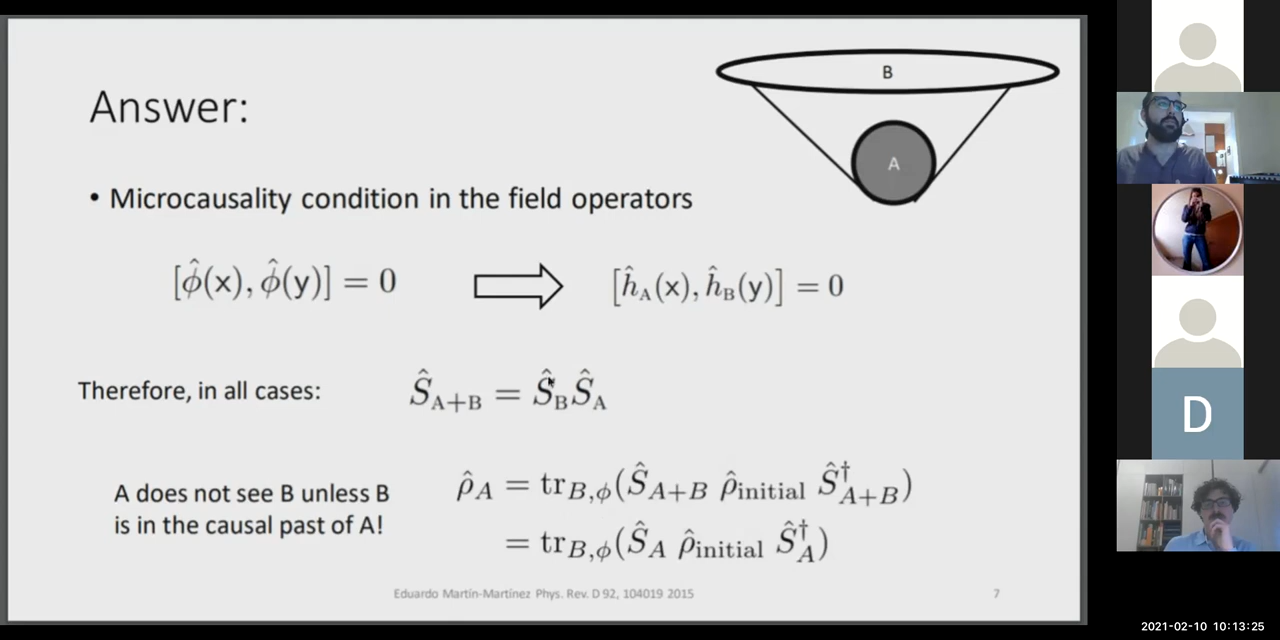 B
Answer:
A
• Microcausality condition in the field operators
[φ̂(x), φ̂(y)] = 0 ⇒ [ĥ_A(x), ĥ_B(y)] = 0
Therefore, in all cases: Ŝ_{A+B} = Ŝ_B Ŝ_A
A does not see B unless B
is in the causal past of A!
ρ̂_A = tr_{B,φ}(Ŝ_{A+B} ρ̂_initial Ŝ†_{A+B})
= tr_{B,φ}(Ŝ_A ρ̂_initial Ŝ†_A)
Eduardo Martín-Martínez Phys. Rev. D 92, 104019 2015
7
D
2021-02-10 10:13:25